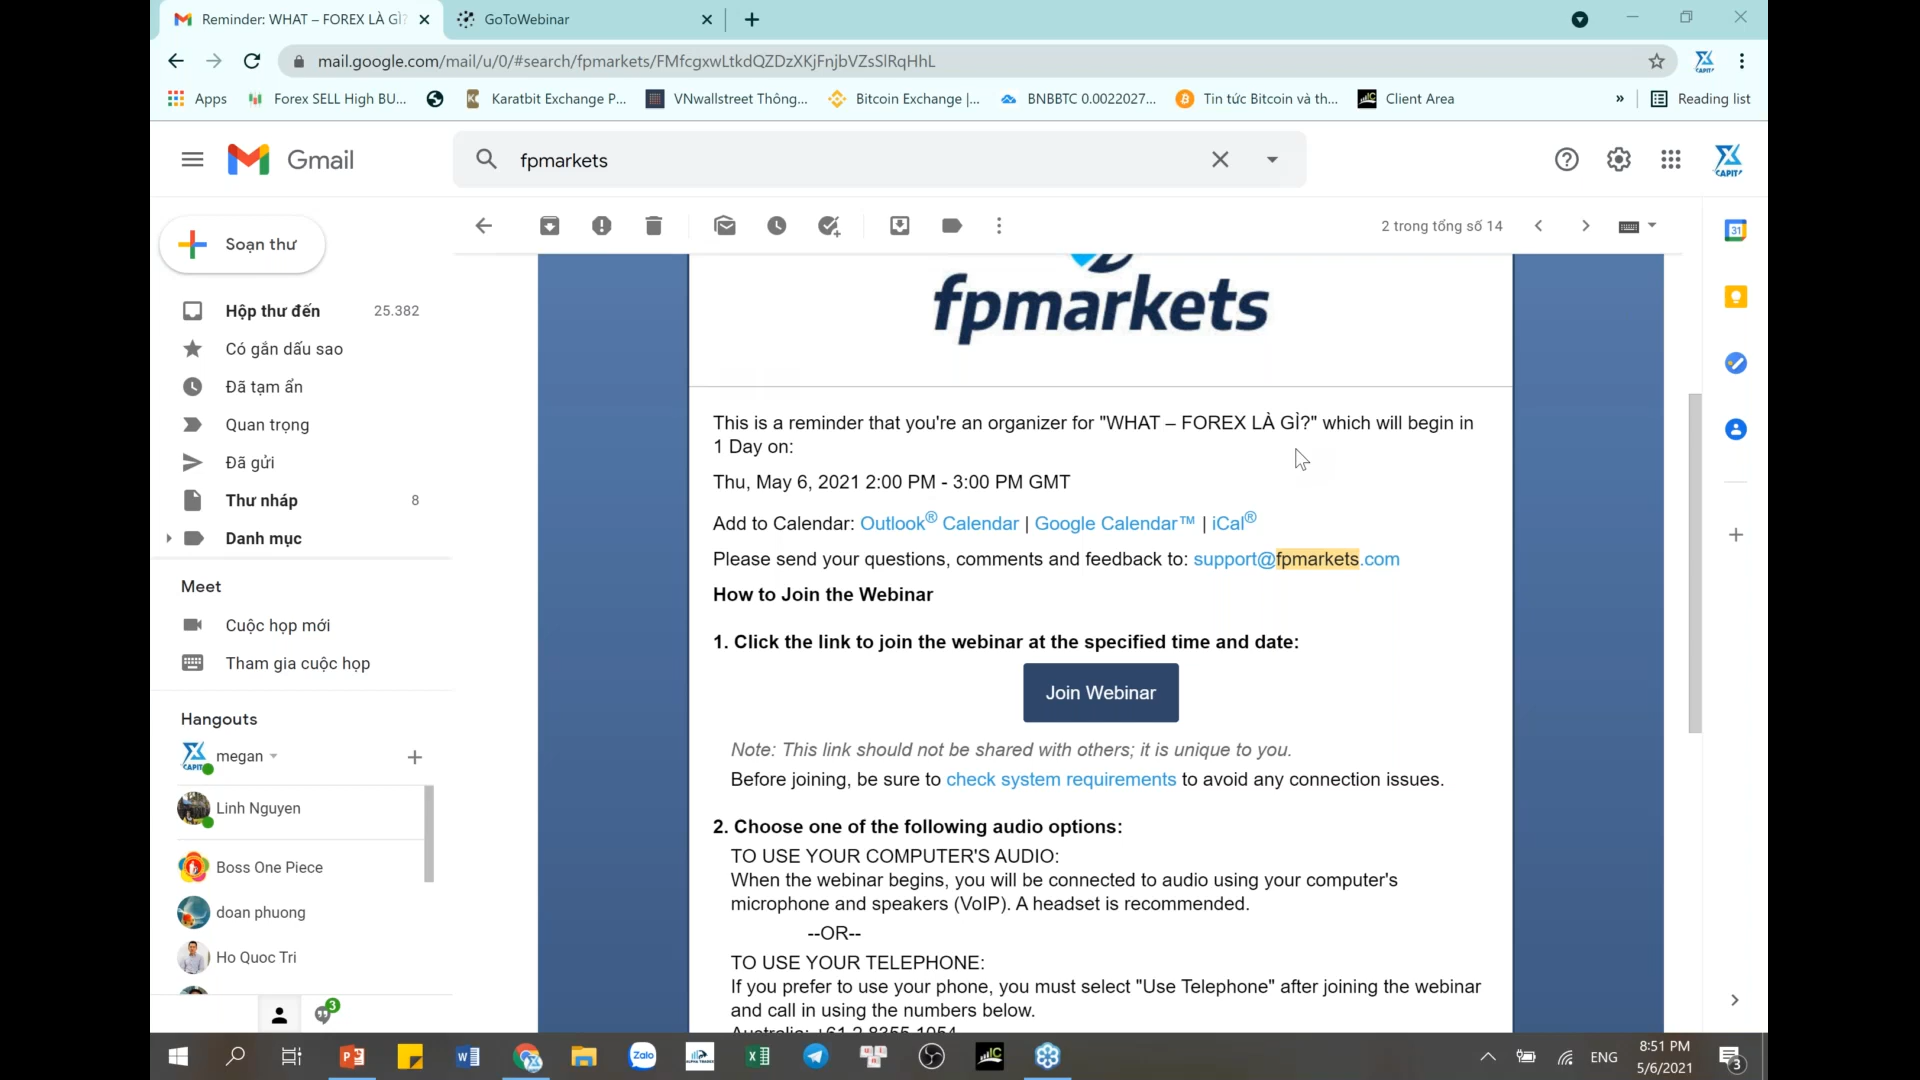 Reminder: WHAT – FOREX LÀ GÌ?
GoToWebinar
mail.google.com/mail/u/0/#search/fpmarkets/FMfcgxwLtkdQZDzXKjFnjbVZsSlRqHhL
Apps
Forex SELL High BU...
Karatbit Exchange P...
VNwallstreet Thông...
Bitcoin Exchange |...
BNBBTC 0.0022027...
Tin tức Bitcoin và th...
Client Area
»
Reading list
Gmail
fpmarkets
CAPIT
Soạn thư
2 trong tổng số 14
31
Hộp thư đến 25.382
Có gắn dấu sao
Đã tạm ẩn
Quan trọng
Đã gửi
Thư nháp 8
Danh mục
Meet
Cuộc họp mới
Tham gia cuộc họp
Hangouts
megan
Linh Nguyen
Boss One Piece
doan phuong
Ho Quoc Tri
3
fpmarkets
This is a reminder that you're an organizer for "WHAT – FOREX LÀ GÌ?" which will begin in
1 Day on:
Thu, May 6, 2021 2:00 PM - 3:00 PM GMT
Add to Calendar: Outlook® Calendar | Google Calendar™ | iCal®
Please send your questions, comments and feedback to: support@fpmarkets.com
How to Join the Webinar
1. Click the link to join the webinar at the specified time and date:
Join Webinar
Note: This link should not be shared with others; it is unique to you.
Before joining, be sure to check system requirements to avoid any connection issues.
2. Choose one of the following audio options:
TO USE YOUR COMPUTER'S AUDIO:
When the webinar begins, you will be connected to audio using your computer's
microphone and speakers (VoIP). A headset is recommended.
--OR--
TO USE YOUR TELEPHONE:
If you prefer to use your phone, you must select "Use Telephone" after joining the webinar
and call in using the numbers below.
Australia: +61 2 8355 1054
Zalo
ENG
8:51 PM
5/6/2021
3